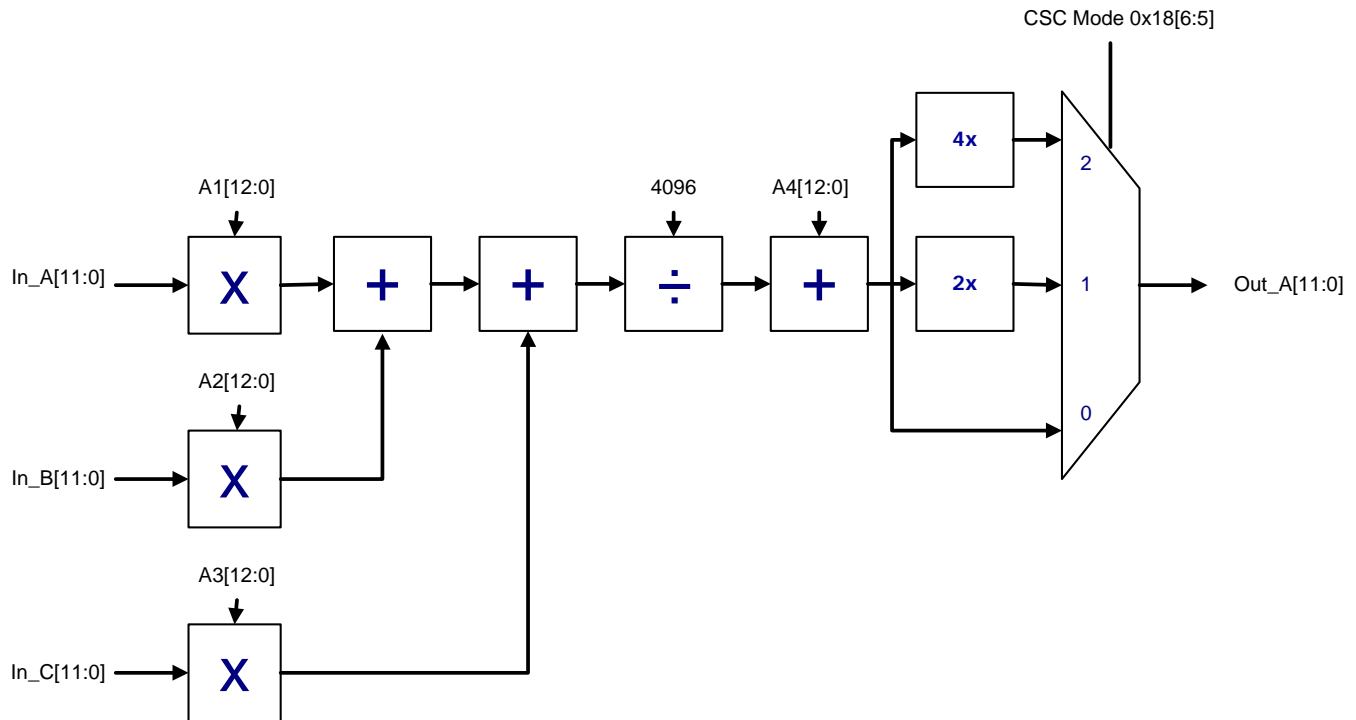 CSC Mode 0x18[6:5]
4x
2
A1[12:0]
4096
A4[12:0]
In_A[11:0]
X
+
+
÷
+
2x
1
Out_A[11:0]
A2[12:0]
0
In_B[11:0]
X
A3[12:0]
In_C[11:0]
X